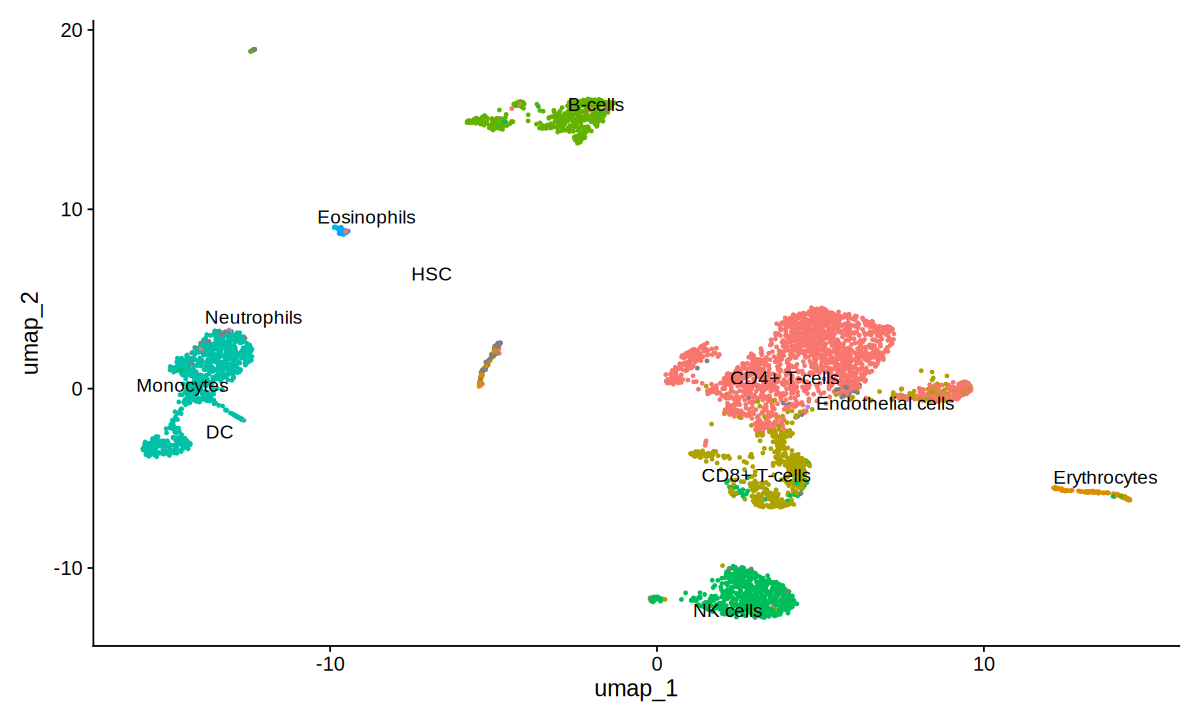 20
B-cells
10
Eosinophils
HSC
Neutrophils
umap_2
0
Monocytes
CD4+ T-cells
Endothelial cells
DC
CD8+ T-cells
Erythrocytes
-10
NK cells
-10
0
10
umap_1